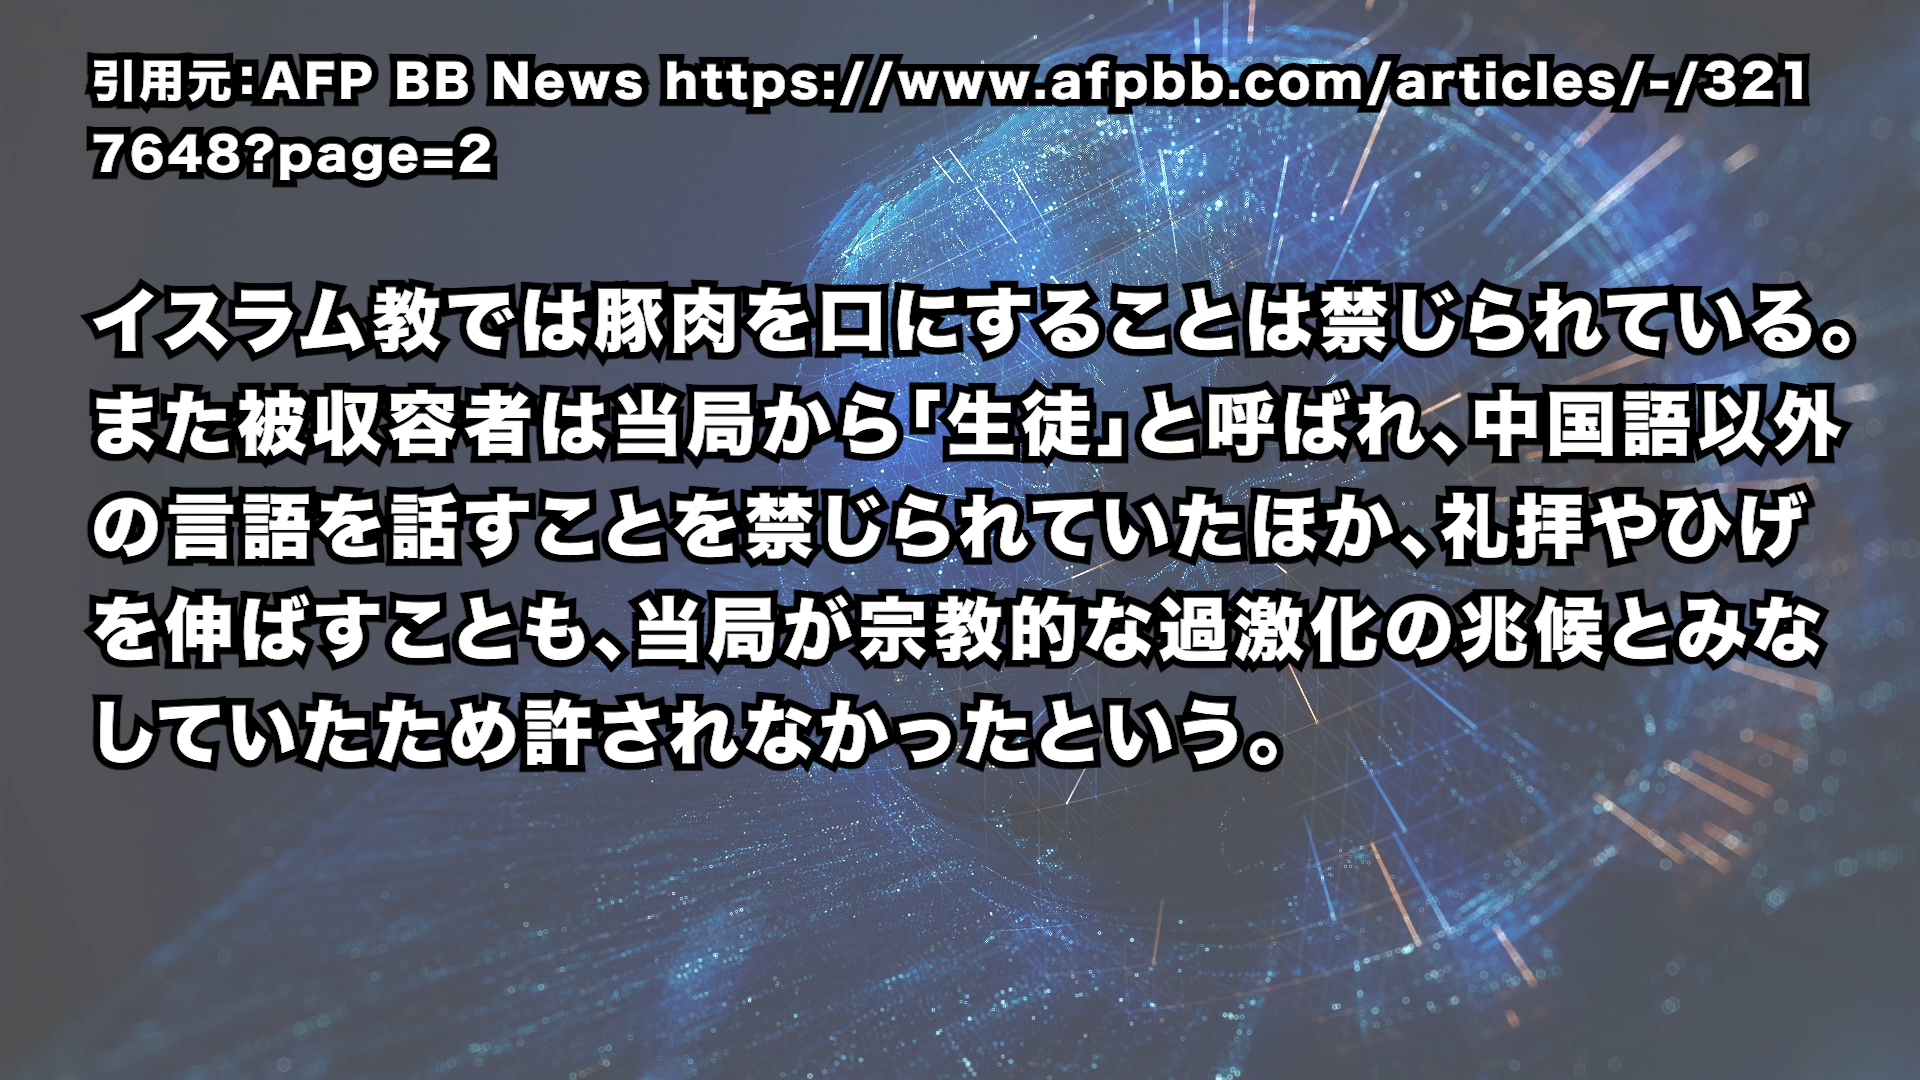 引用元：AFP BB News https://www.afpbb.com/articles/-/321
7648?page=2
イスラム教では豚肉を口にすることは禁じられている。
また被収容者は当局から「生徒」と呼ばれ、中国語以外
の言語を話すことを禁じられていたほか、礼拝やひげ
を伸ばすことも、当局が宗教的な過激化の兆候とみな
していたため許されなかったという。